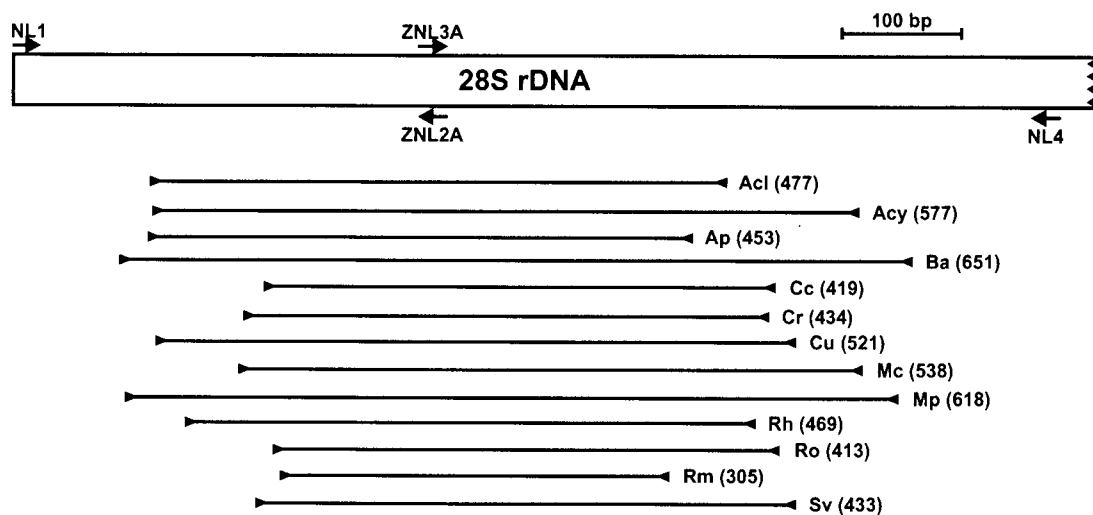 NL1
ZNL3A
100 bp
28S rDNA
ZNL2A
NL4
Acl (477)
Acy (577)
Ap (453)
Ba (651)
Cc (419)
Cr (434)
Cu (521)
Mc (538)
Mp (618)
Rh (469)
Ro (413)
Rm (305)
Sv (433)